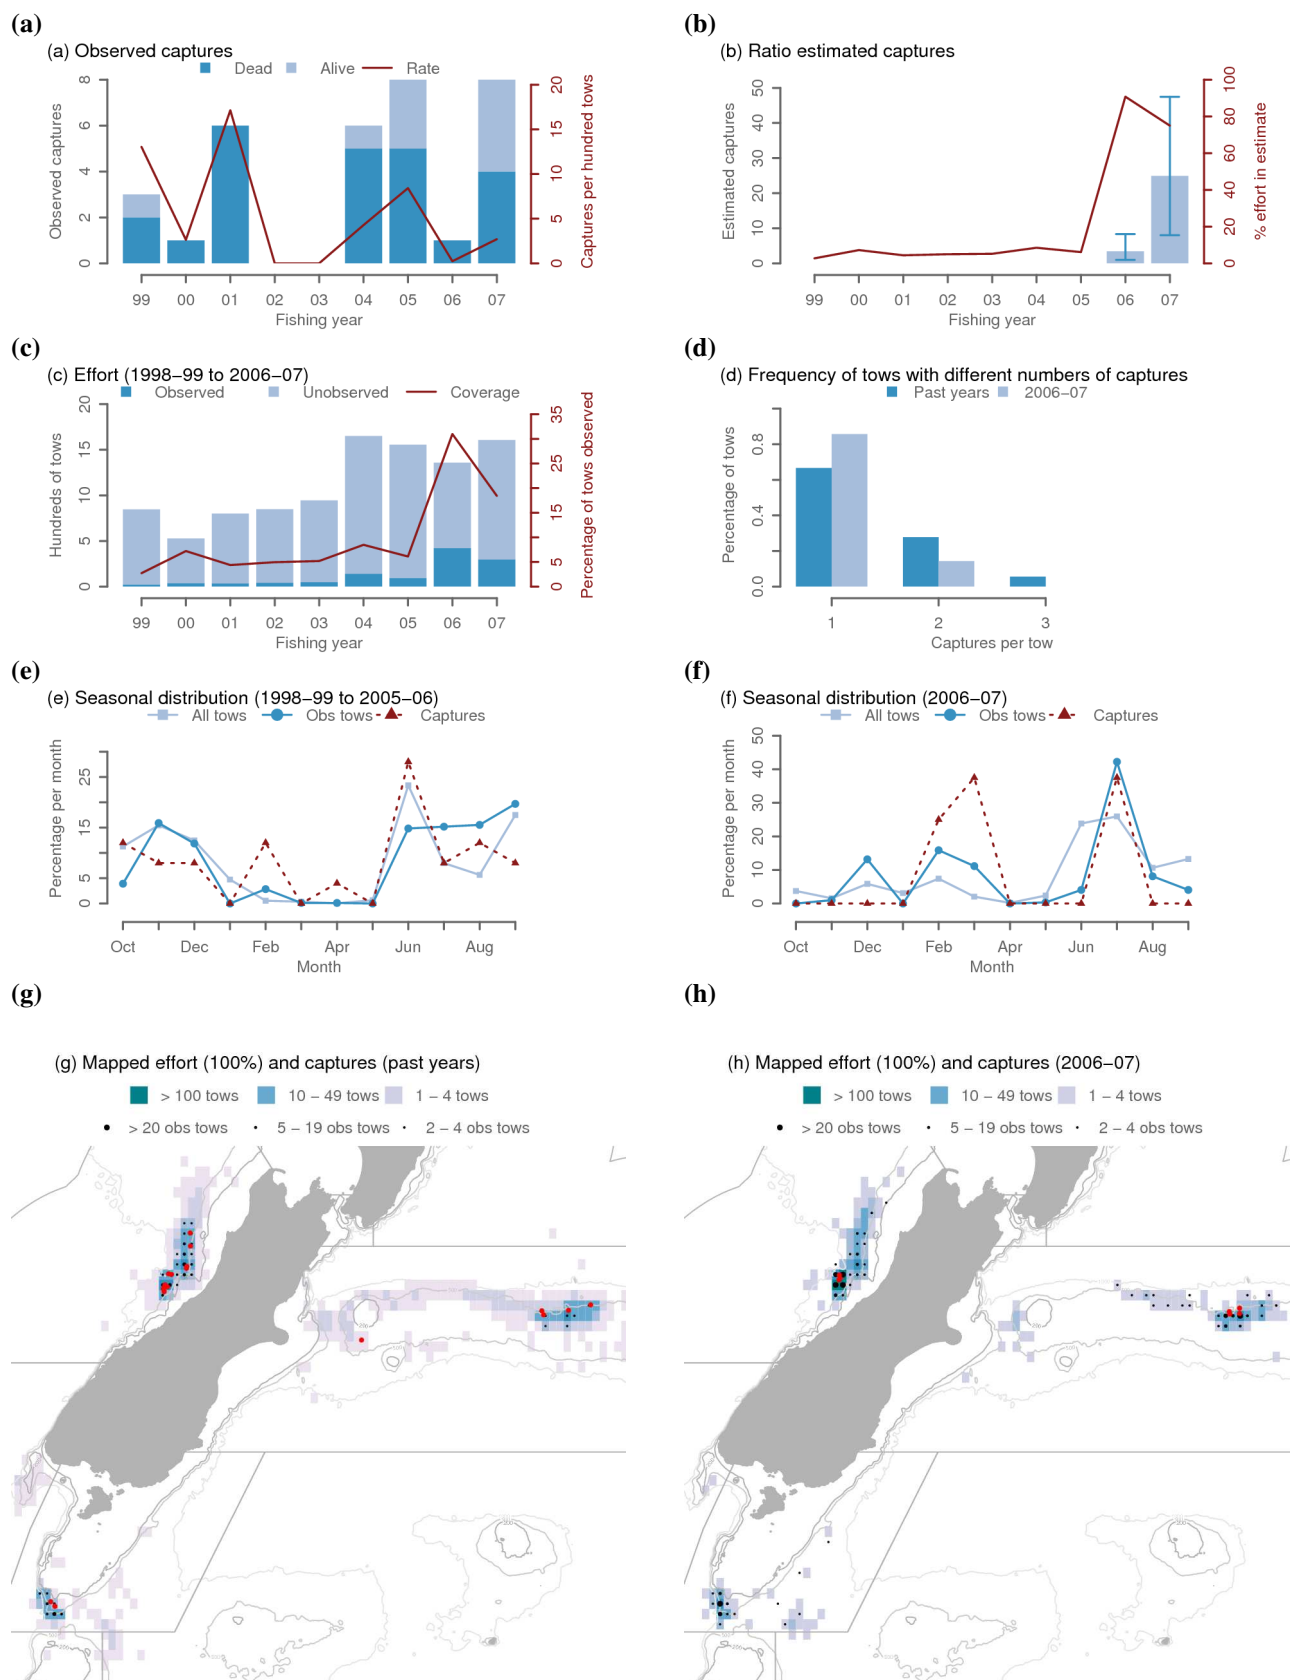 (a)
(a) Observed captures
Dead Alive Rate
Observed captures
0 2 4 6 8
Captures per hundred tows
0 5 10 15 20
99 00 01 02 03 04 05 06 07
Fishing year
(b)
(b) Ratio estimated captures
Estimated captures
0 10 20 30 40 50
% effort in estimate
0 20 40 60 80 100
99 00 01 02 03 04 05 06 07
Fishing year
(c)
(c) Effort (1998–99 to 2006–07)
Observed Unobserved Coverage
Hundreds of tows
0 5 10 15 20
Percentage of tows observed
0 5 15 25 35
99 00 01 02 03 04 05 06 07
Fishing year
(d)
(d) Frequency of tows with different numbers of captures
Past years 2006–07
Percentage of tows
0.0 0.4 0.8
1 2 3
Captures per tow
(e)
(e) Seasonal distribution (1998–99 to 2005–06)
All tows Obs tows Captures
Percentage per month
0 5 15 25
Oct Dec Feb Apr Jun Aug
Month
(f)
(f) Seasonal distribution (2006–07)
All tows Obs tows Captures
Percentage per month
0 10 20 30 40 50
Oct Dec Feb Apr Jun Aug
Month
(g)
(g) Mapped effort (100%) and captures (past years)
> 100 tows 10 – 49 tows 1 – 4 tows
> 20 obs tows 5 – 19 obs tows 2 – 4 obs tows
(h)
(h) Mapped effort (100%) and captures (2006–07)
> 100 tows 10 – 49 tows 1 – 4 tows
> 20 obs tows 5 – 19 obs tows 2 – 4 obs tows